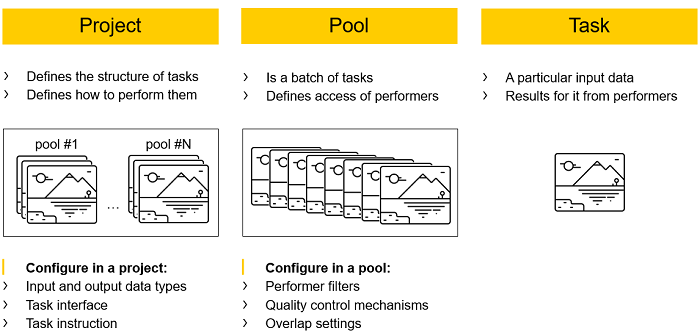 Project
Pool
Task
> Defines the structure of tasks
> Defines how to perform them
> Is a batch of tasks
> Defines access of performers
> A particular input data
> Results for it from performers
pool #1
pool #N
...
Configure in a project:
> Input and output data types
> Task interface
> Task instruction
Configure in a pool:
> Performer filters
> Quality control mechanisms
> Overlap settings